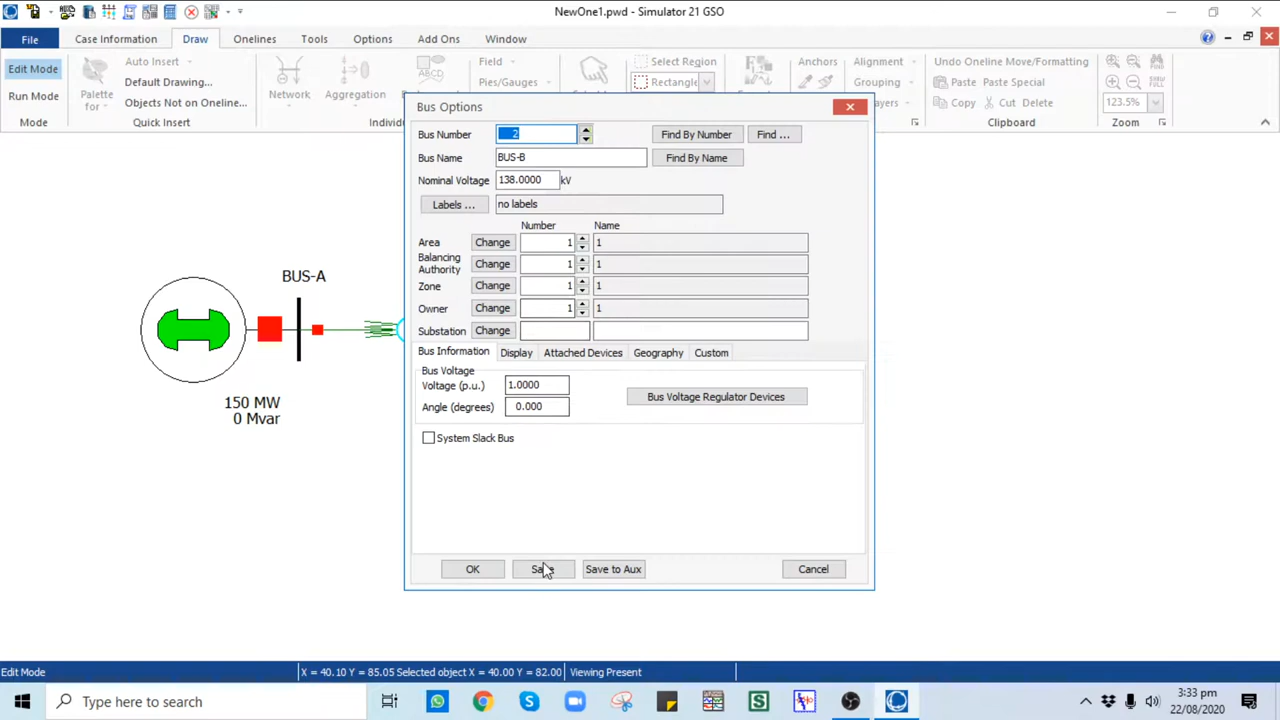 NewOne1.pwd - Simulator 21 GSO
File Case Information Draw Onelines Tools Options Add Ons Window
Edit Mode
Run Mode
Mode
Palette for
Auto Insert
Default Drawing...
Objects Not on Oneline...
Quick Insert
Network
Aggregation
Individ
ABCD
Field
Pies/Gauges
Select Region
Rectangle
Anchors
Alignment
Grouping
ayers
Undo Oneline Move/Formatting
Paste Paste Special
Copy Cut Delete
Clipboard
123.5%
Zoom
Bus Options
Bus Number 2 Find By Number Find ...
Bus Name BUS-B Find By Name
Nominal Voltage 138.0000 kV
Labels ... no labels
Number Name
Area Change 1 1
Balancing Authority Change 1 1
Zone Change 1 1
Owner Change 1 1
Substation Change
Bus Information Display Attached Devices Geography Custom
Bus Voltage
Voltage (p.u.) 1.0000
Angle (degrees) 0.000
Bus Voltage Regulator Devices
System Slack Bus
OK Save Save to Aux Cancel
BUS-A
150 MW
0 Mvar
Edit Mode X = 40.10 Y = 85.05 Selected object X = 40.00 Y = 82.00 Viewing Present
Type here to search
3:33 pm
22/08/2020